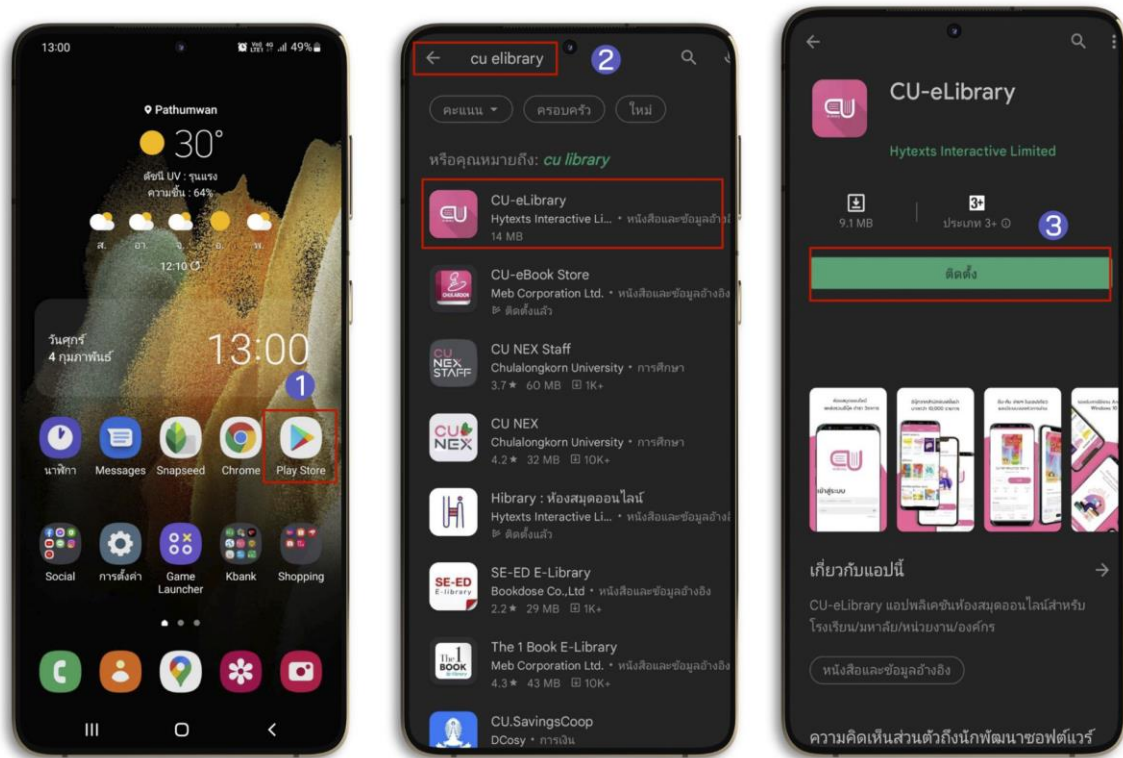 13:00
49%
Pathumwan
30°
ดัชนี UV : รุนแรง
ความชื้น : 64%
ส. อา. จ. อ. พ.
12:10
วันศุกร์
4 กุมภาพันธ์
13:00
1
นาฬิกา Messages Snapseed Chrome Play Store
Social การตั้งค่า Game Launcher Kbank Shopping
cu elibrary
2
คะแนน ครอบครัว ใหม่
หรือคุณหมายถึง: cu library
CU-eLibrary
Hytexts Interactive Li... • หนังสือและข้อมูลอ้างอิ
14 MB
CU-eBook Store
Meb Corporation Ltd. • หนังสือและข้อมูลอ้างอิง
ติดตั้งแล้ว
CU NEX STAFF
CU NEX Staff
Chulalongkorn University • การศึกษา
3.7★ 60 MB 1K+
CU NEX
CU NEX
Chulalongkorn University • การศึกษา
4.2★ 32 MB 10K+
Hibrary : ห้องสมุดออนไลน์
Hytexts Interactive Li... • หนังสือและข้อมูลอ้างอิ
ติดตั้งแล้ว
SE-ED E-library
SE-ED E-Library
Bookdose Co.,Ltd • หนังสือและข้อมูลอ้างอิง
2.2★ 29 MB 1K+
The 1 BOOK
The 1 Book E-Library
Meb Corporation Ltd. • หนังสือและข้อมูลอ้างอิง
4.3★ 43 MB 10K+
CU.SavingsCoop
DCosy • การเงิน
CU
CU-eLibrary
Hytexts Interactive Limited
9.1 MB
3+
ประเภท 3+
3
ติดตั้ง
เข้าสู่ระบบ
เกี่ยวกับแอปนี้
CU-eLibrary แอปพลิเคชันห้องสมุดออนไลน์สำหรับ
โรงเรียน/มหาลัย/หน่วยงาน/องค์กร
หนังสือและข้อมูลอ้างอิง
ความคิดเห็นส่วนตัวถึงนักพัฒนาซอฟต์แวร์